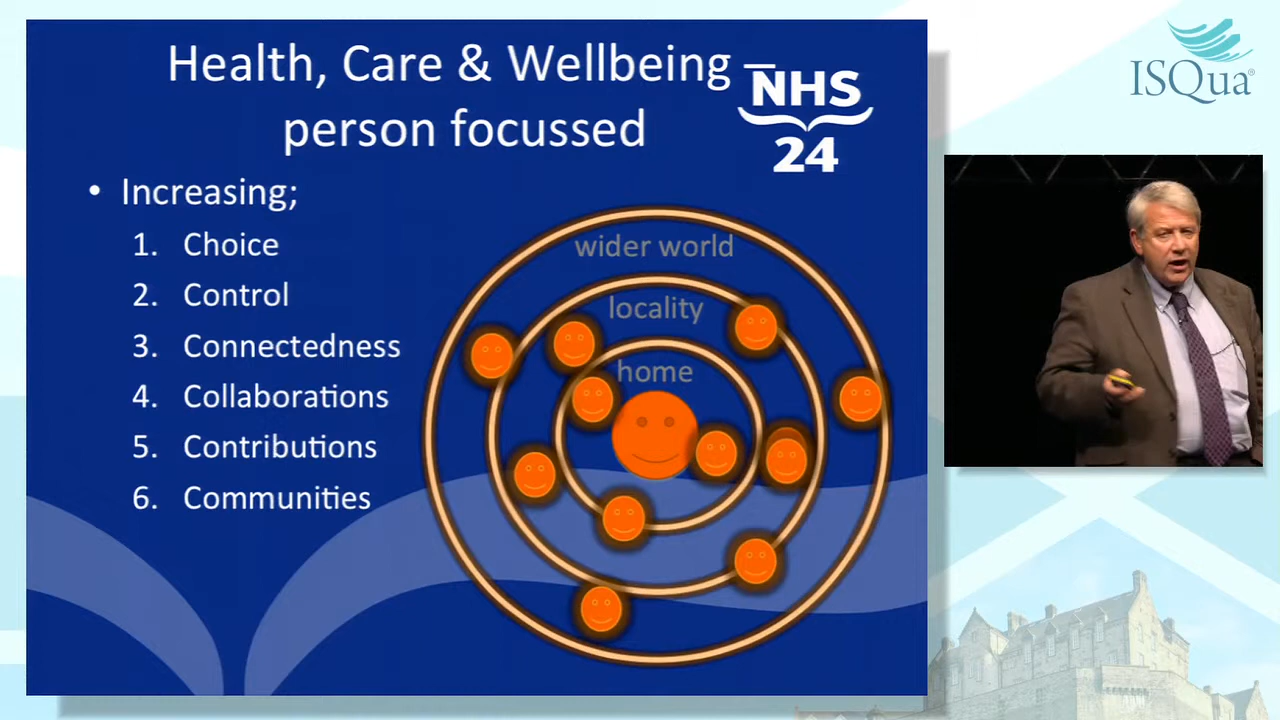 Health, Care & Wellbeing –
person focussed
NHS
24
• Increasing;
1. Choice
2. Control
3. Connectedness
4. Collaborations
5. Contributions
6. Communities
wider world
locality
home
ISQua®